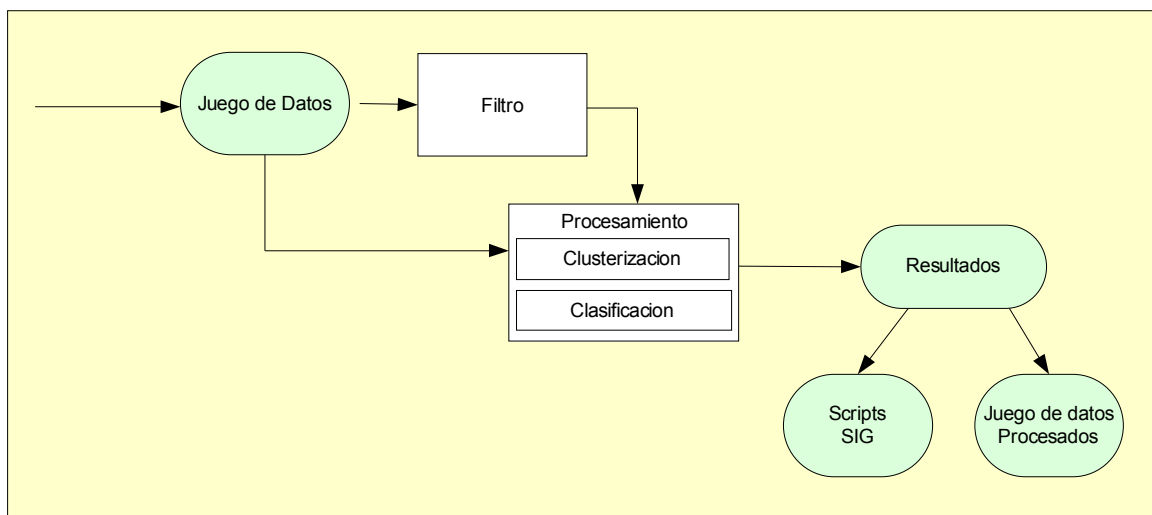 Juego de Datos
Filtro
Procesamiento
Clusterizacion
Clasificacion
Resultados
Scripts
SIG
Juego de datos
Procesados